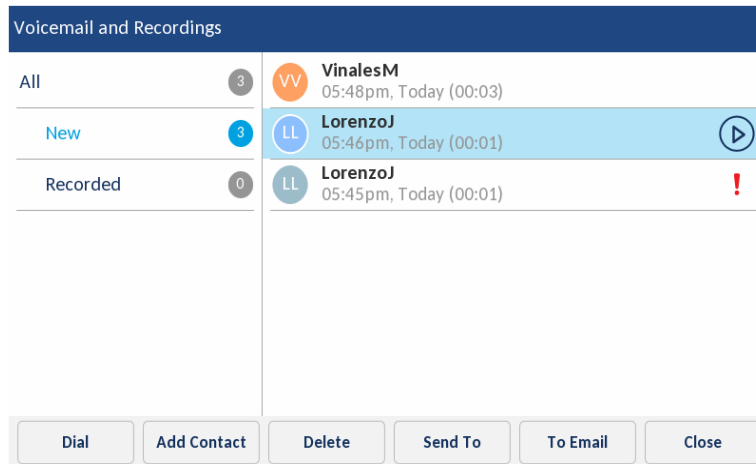 Voicemail and Recordings
All 3
New 3
Recorded 0
VV VinalesM
05:48pm, Today (00:03)
LL LorenzoJ
05:46pm, Today (00:01)
LL LorenzoJ
05:45pm, Today (00:01) !
Dial Add Contact Delete Send To To Email Close